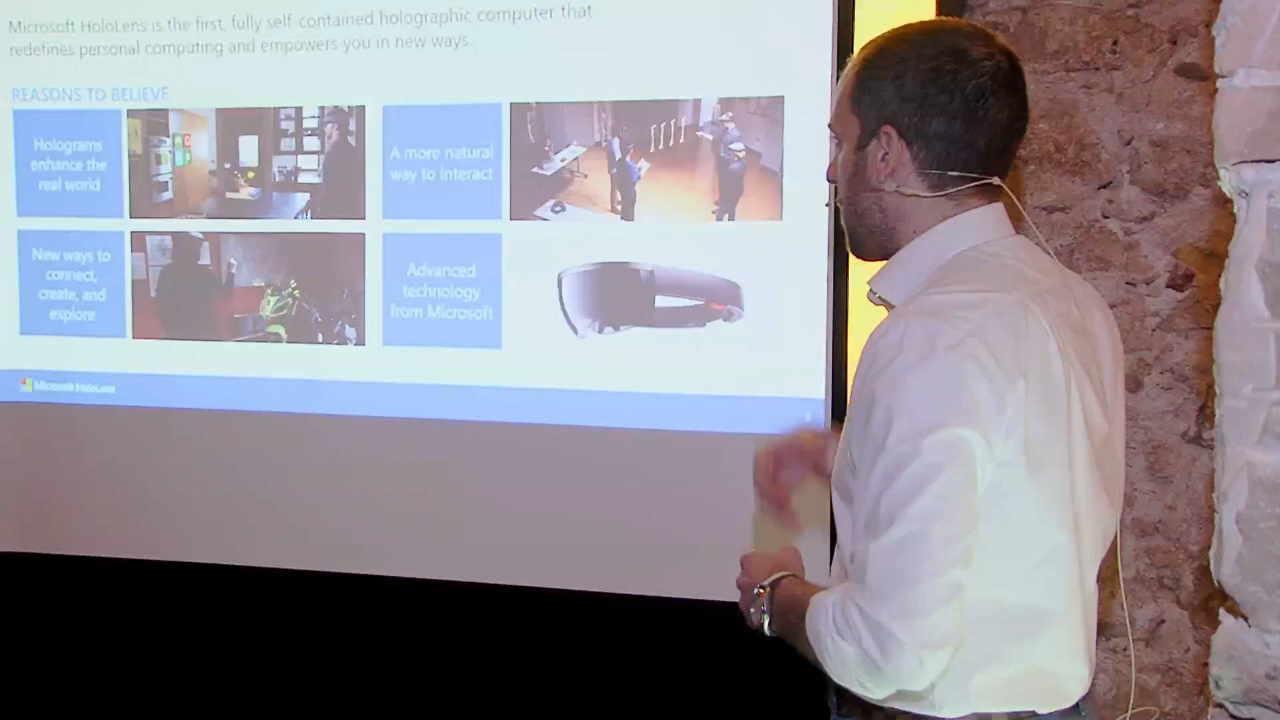 Microsoft HoloLens is the first, fully self-contained holographic computer that
redefines personal computing and empowers you in new ways.
REASONS TO BELIEVE
Holograms
enhance the
real world
A more natural
way to interact
New ways to
connect,
create, and
explore
Advanced
technology
from Microsoft
Microsoft HoloLens